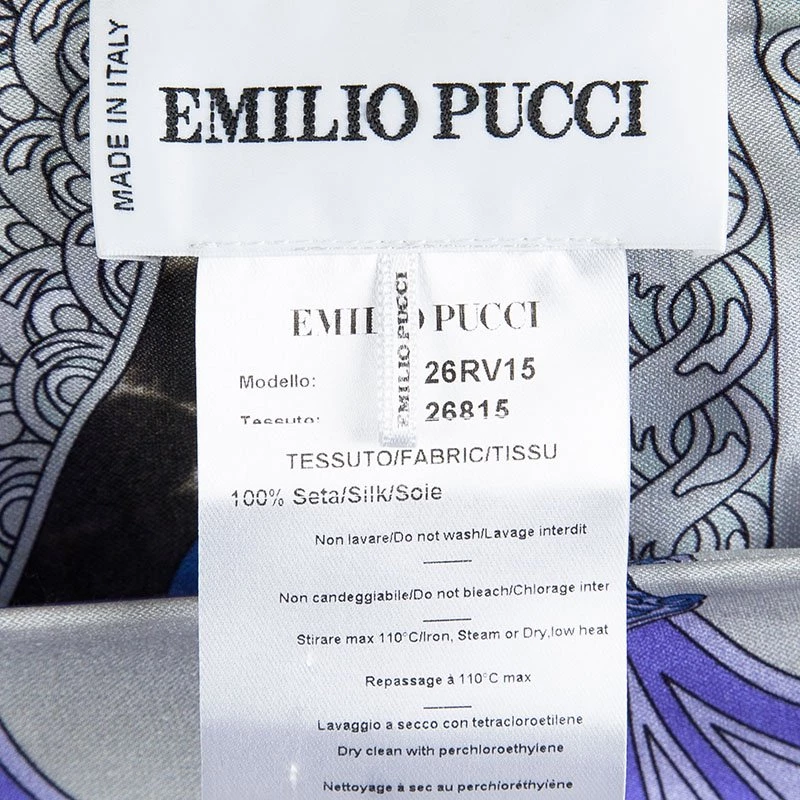 MADE IN ITALY
EMILIO PUCCI
EMILIO PUCCI
EMILIO PUCCI
Modello: 26RV15
Tessuto: 26815
TESSUTO/FABRIC/TISSU
100% Seta/Silk/Soie
Non lavare/Do not wash/Lavage interdit
Non candeggiabile/Do not bleach/Chlorage inter
Stirare max 110°C/Iron, Steam or Dry,low heat
Repassage à 110°C max
Lavaggio a secco con tetracloroetilene
Dry clean with perchloroethylene
Nettoyage à sec au perchioréthylène